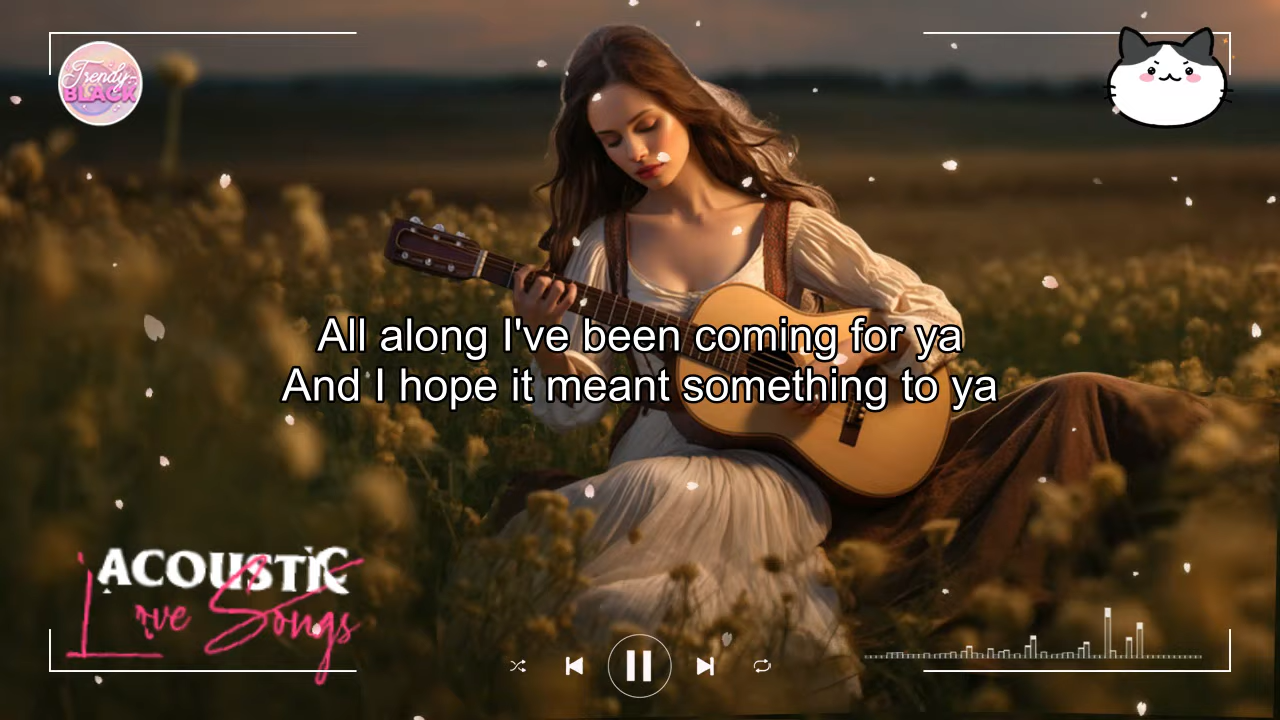 Trendy
BLACK
All along I've been coming for ya
And I hope it meant something to ya
ACOUSTIC
Love Songs